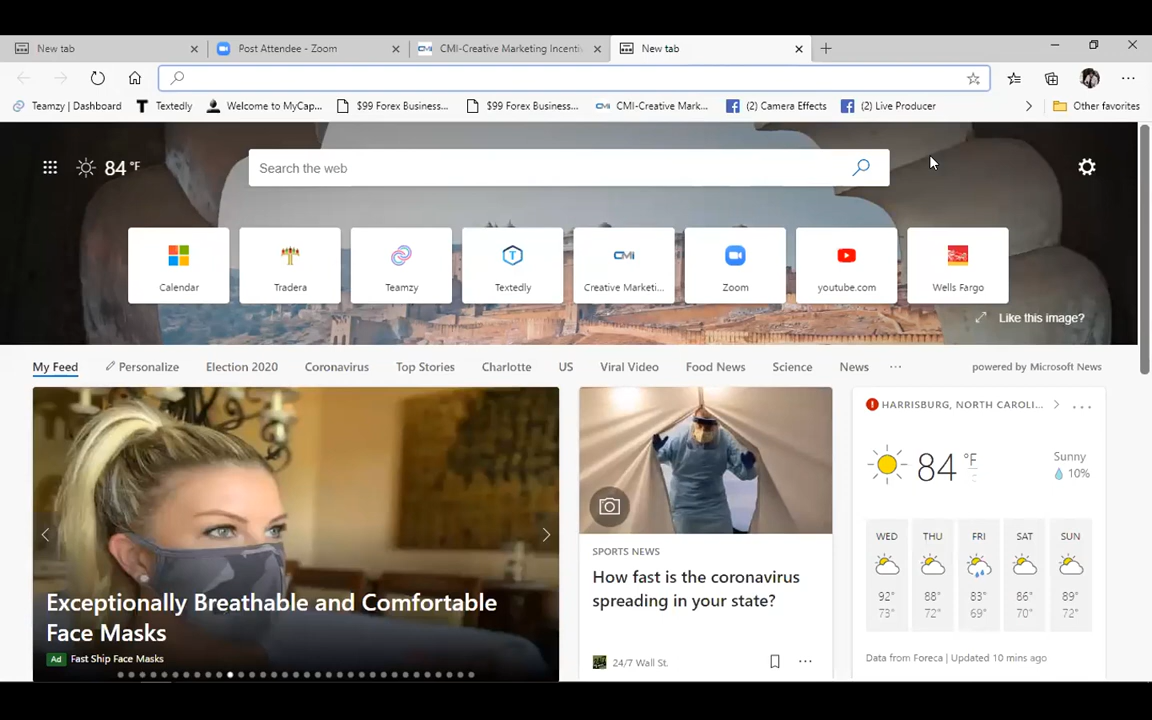 New tab
Post Attendee - Zoom
CMI-Creative Marketing Incenti
New tab
Teamzy | Dashboard
Textedly
Welcome to MyCap...
$99 Forex Business...
$99 Forex Business...
CMI-Creative Mark...
(2) Camera Effects
(2) Live Producer
Other favorites
84 °F
Search the web
Calendar
Tradera
Teamzy
Textedly
CMI
Creative Marketi...
Zoom
youtube.com
Wells Fargo
Like this image?
My Feed
Personalize
Election 2020
Coronavirus
Top Stories
Charlotte
US
Viral Video
Food News
Science
News
powered by Microsoft News
Exceptionally Breathable and Comfortable
Face Masks
Ad Fast Ship Face Masks
SPORTS NEWS
How fast is the coronavirus
spreading in your state?
24/7 Wall St.
HARRISBURG, NORTH CAROLI...
84 °F
Sunny
10%
WED THU FRI SAT SUN
92° 88° 83° 86° 89°
73° 72° 69° 70° 72°
Data from Foreca | Updated 10 mins ago